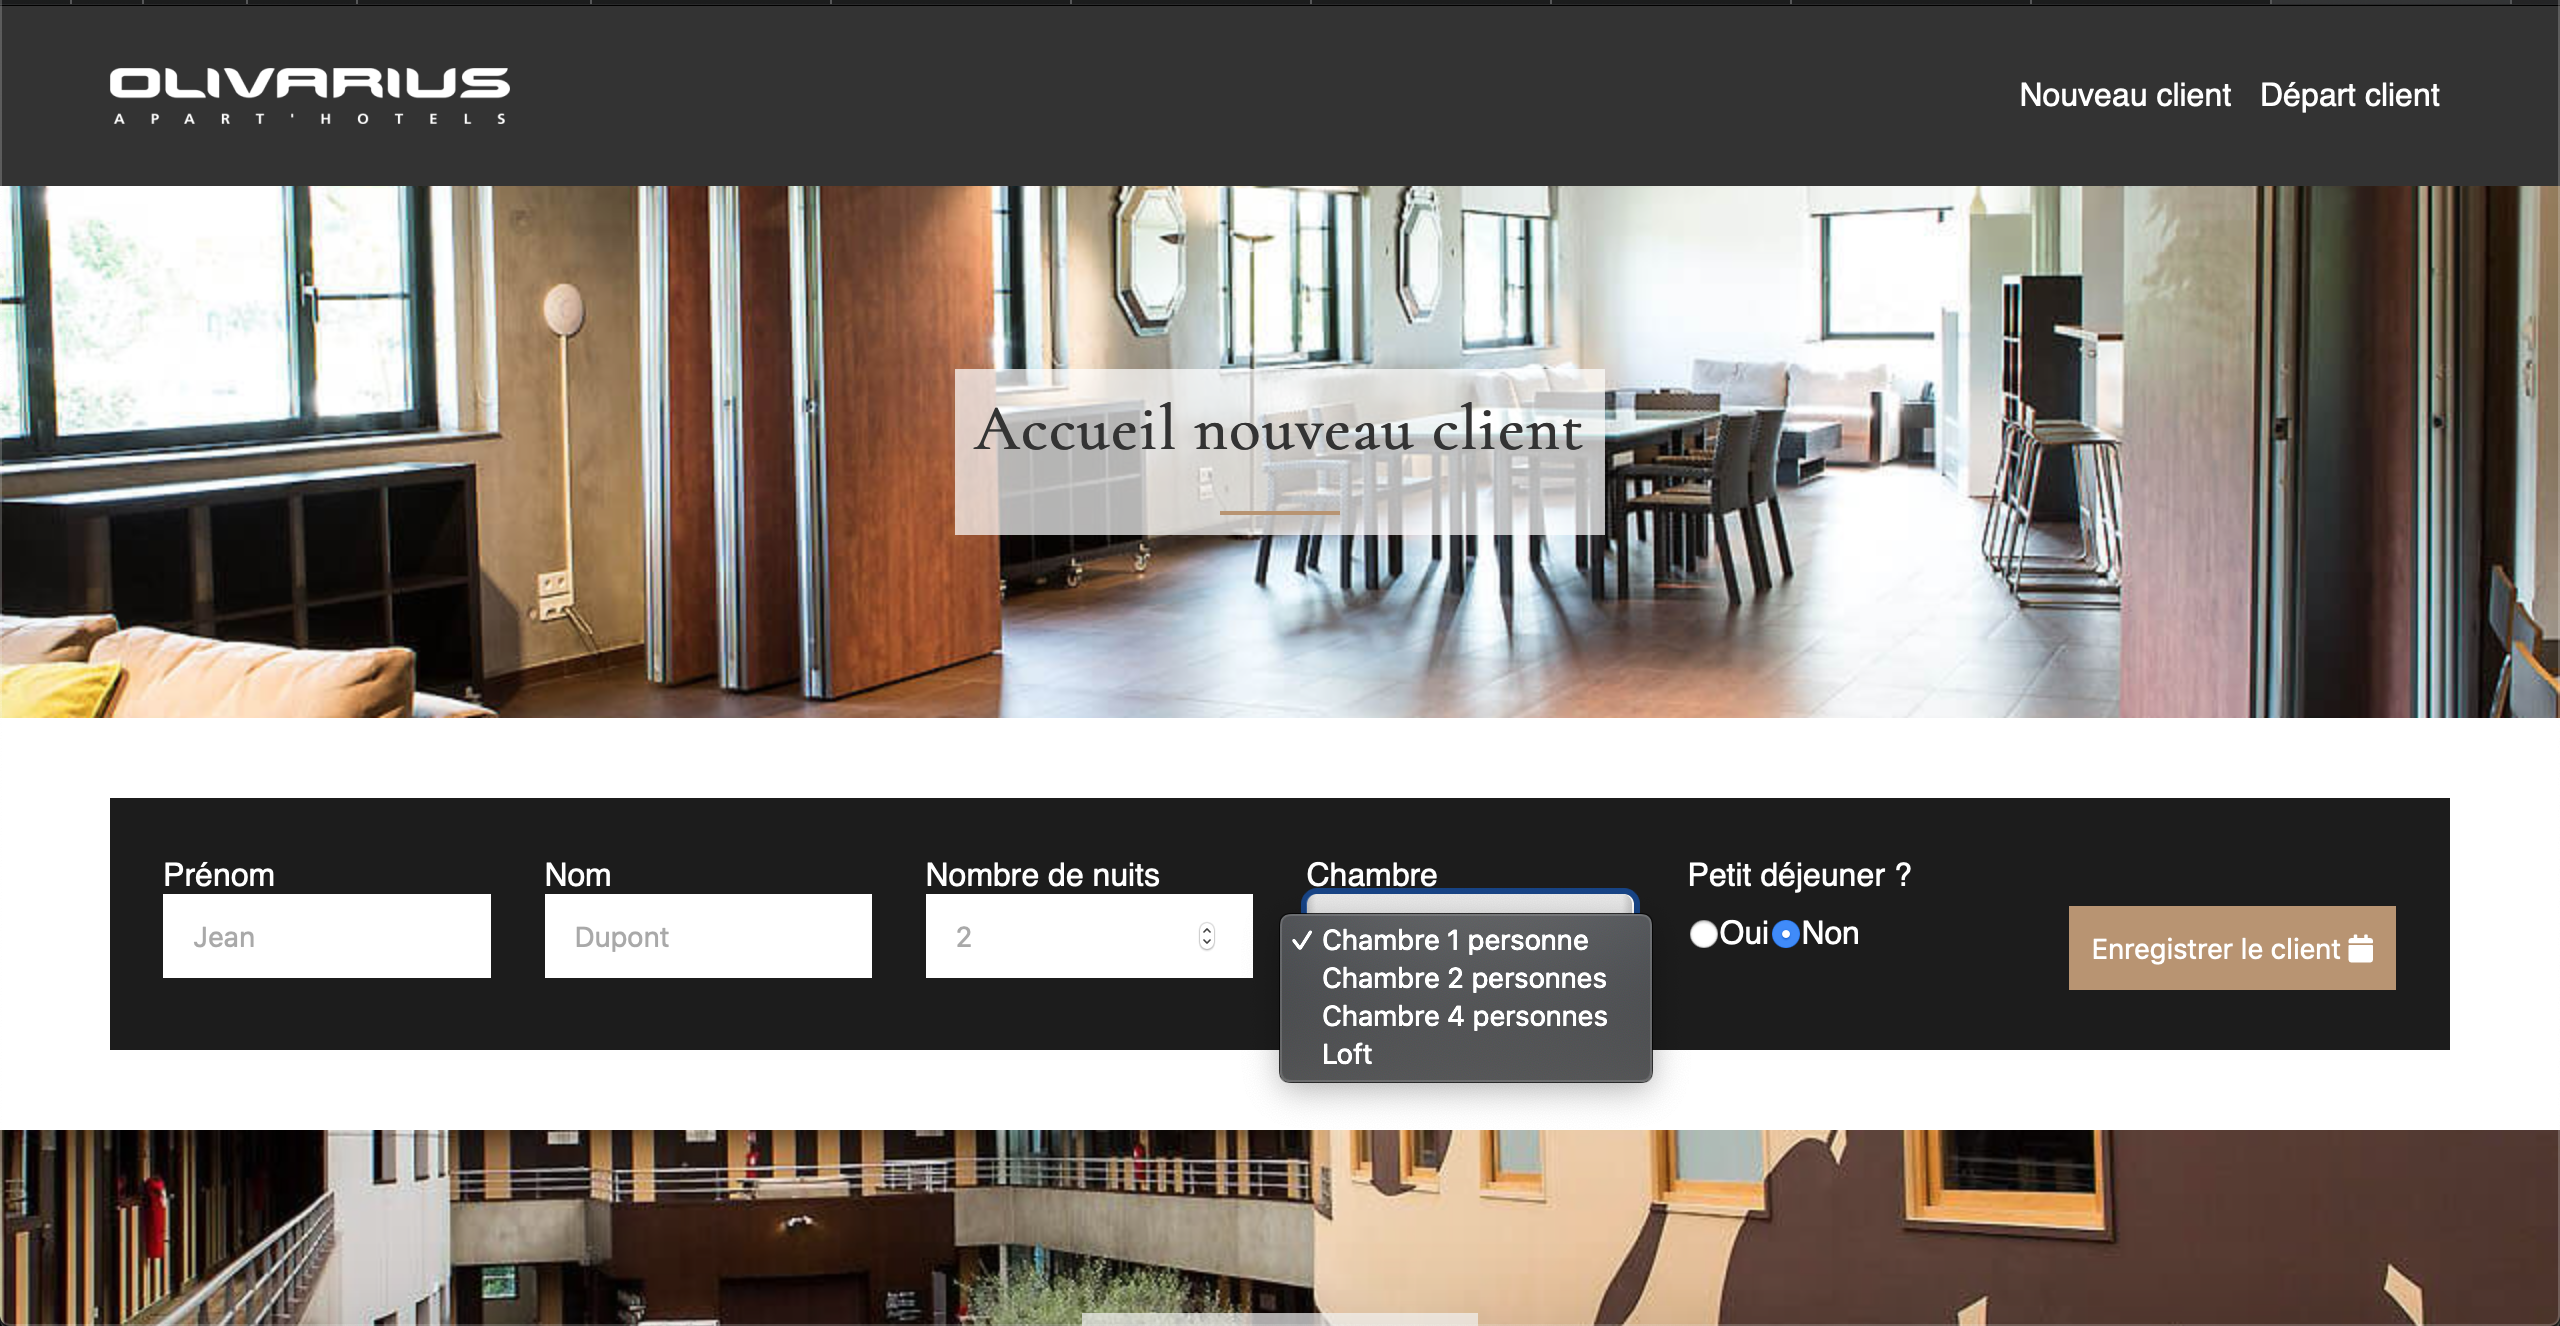 OLIVARIUS
APART'HOTELS
Nouveau client Départ client
Accueil nouveau client
Prénom
Jean
Nom
Dupont
Nombre de nuits
2
Chambre
✓ Chambre 1 personne
Chambre 2 personnes
Chambre 4 personnes
Loft
Petit déjeuner ?
Oui Non
Enregistrer le client